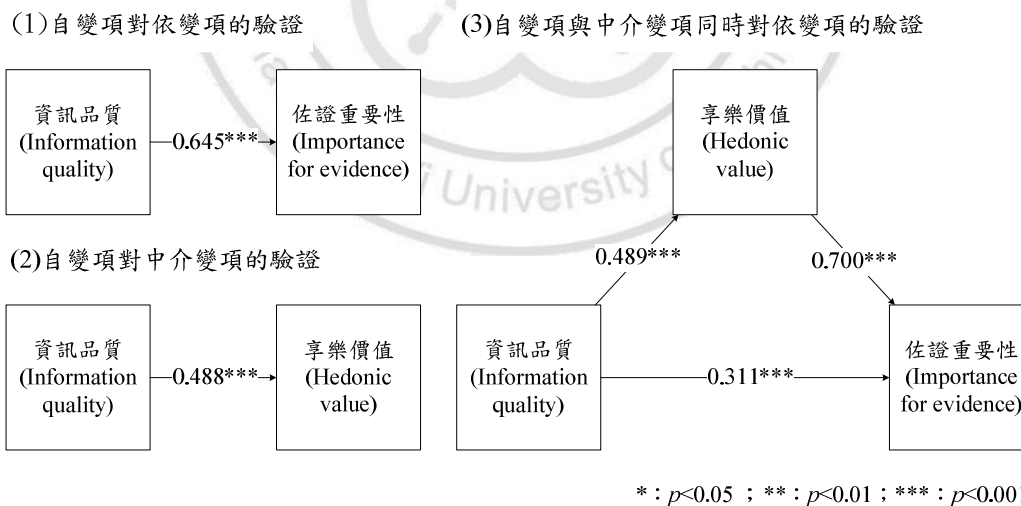 (1)自變項對依變項的驗證
資訊品質
(Information
quality)
0.645***
佐證重要性
(Importance
for evidence)
(2)自變項對中介變項的驗證
資訊品質
(Information
quality)
0.488***
享樂價值
(Hedonic
value)
(3)自變項與中介變項同時對依變項的驗證
享樂價值
(Hedonic
value)
0.489***
0.700***
資訊品質
(Information
quality)
0.311***
佐證重要性
(Importance
for evidence)
*：p<0.05 ；**：p<0.01；***：p<0.00
University